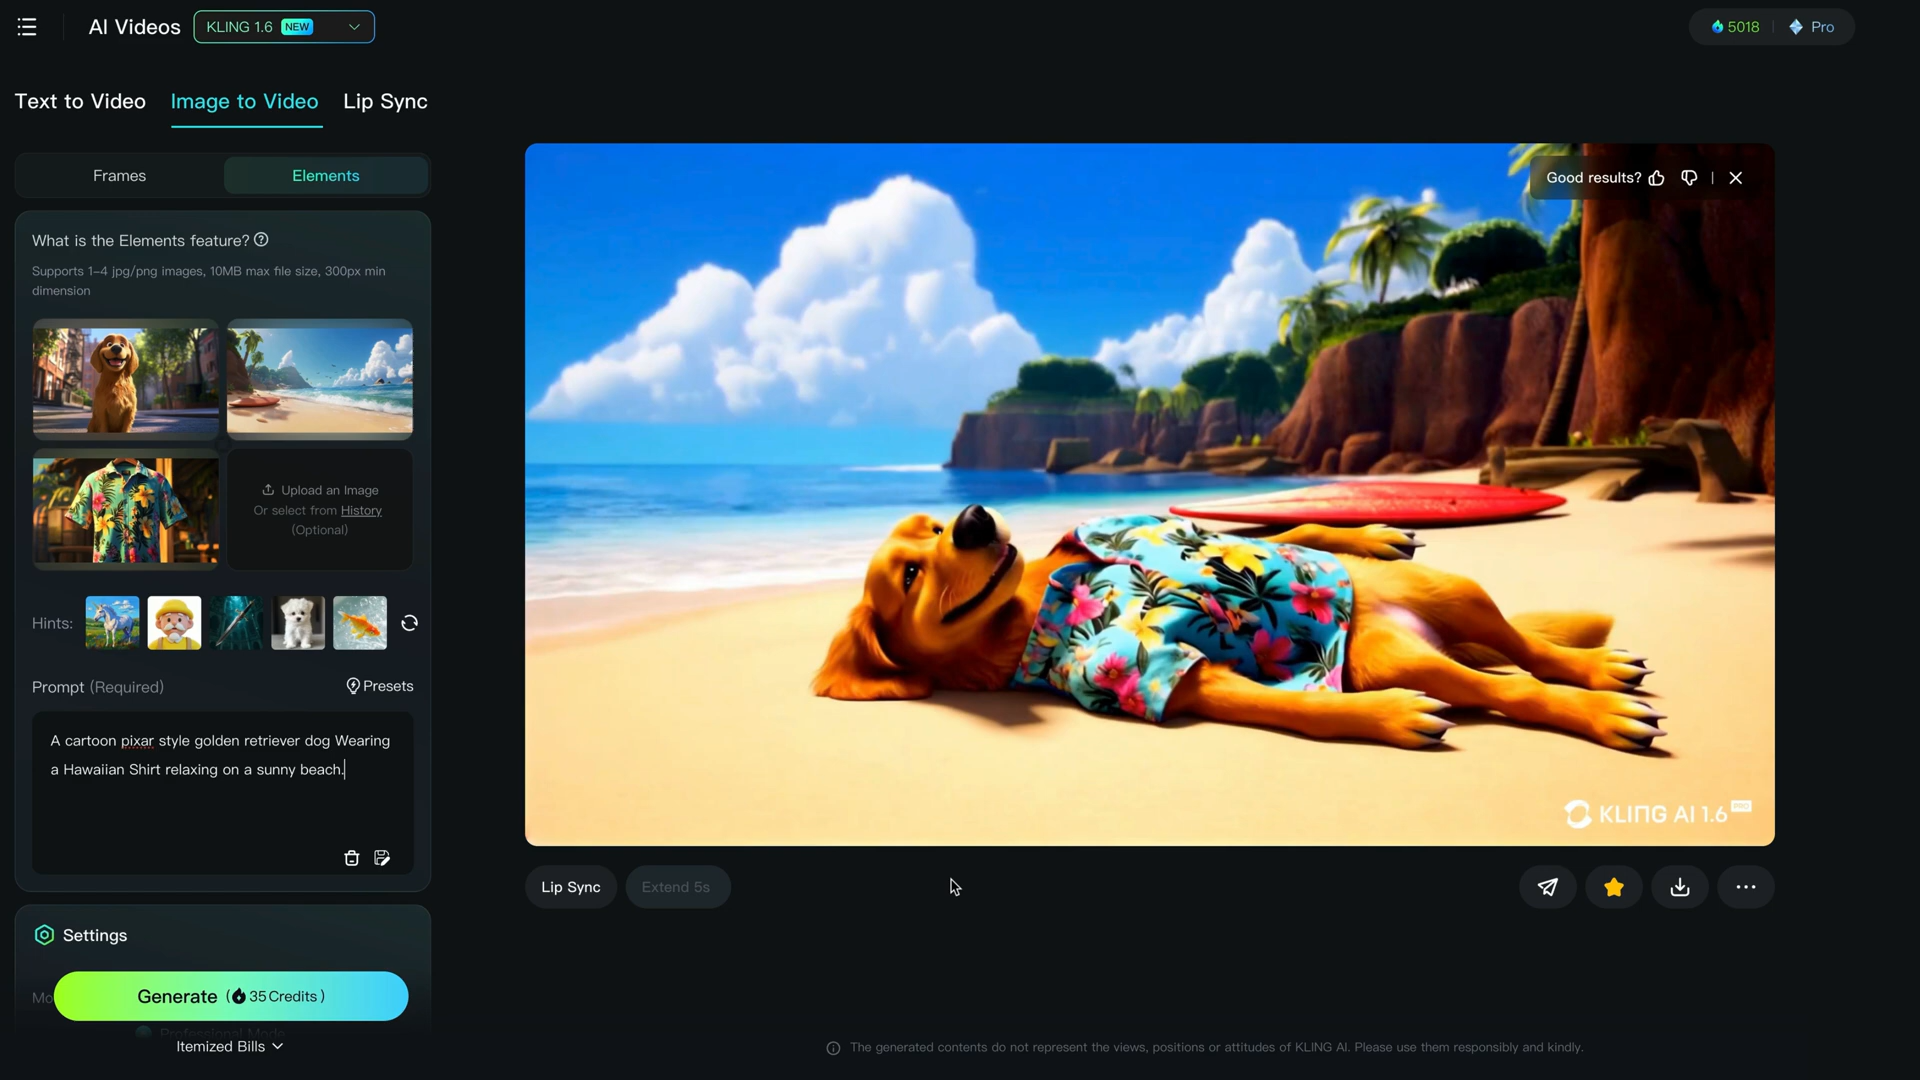 AI Videos
KLING 1.6 NEW
5018
Pro
Text to Video
Image to Video
Lip Sync
Frames
Elements
Good results?
What is the Elements feature?
Supports 1–4 jpg/png images, 10MB max file size, 300px min
dimension
Upload an Image
Or select from History
(Optional)
Hints:
Prompt (Required)
Presets
A cartoon pixar style golden retriever dog Wearing
a Hawaiian Shirt relaxing on a sunny beach.
KLING AI 1.6 PRO
Lip Sync
Extend 5s
Settings
Mo
Generate ( 35 Credits )
Professional Mode
Itemized Bills
The generated contents do not represent the views, positions or attitudes of KLING AI. Please use them responsibly and kindly.